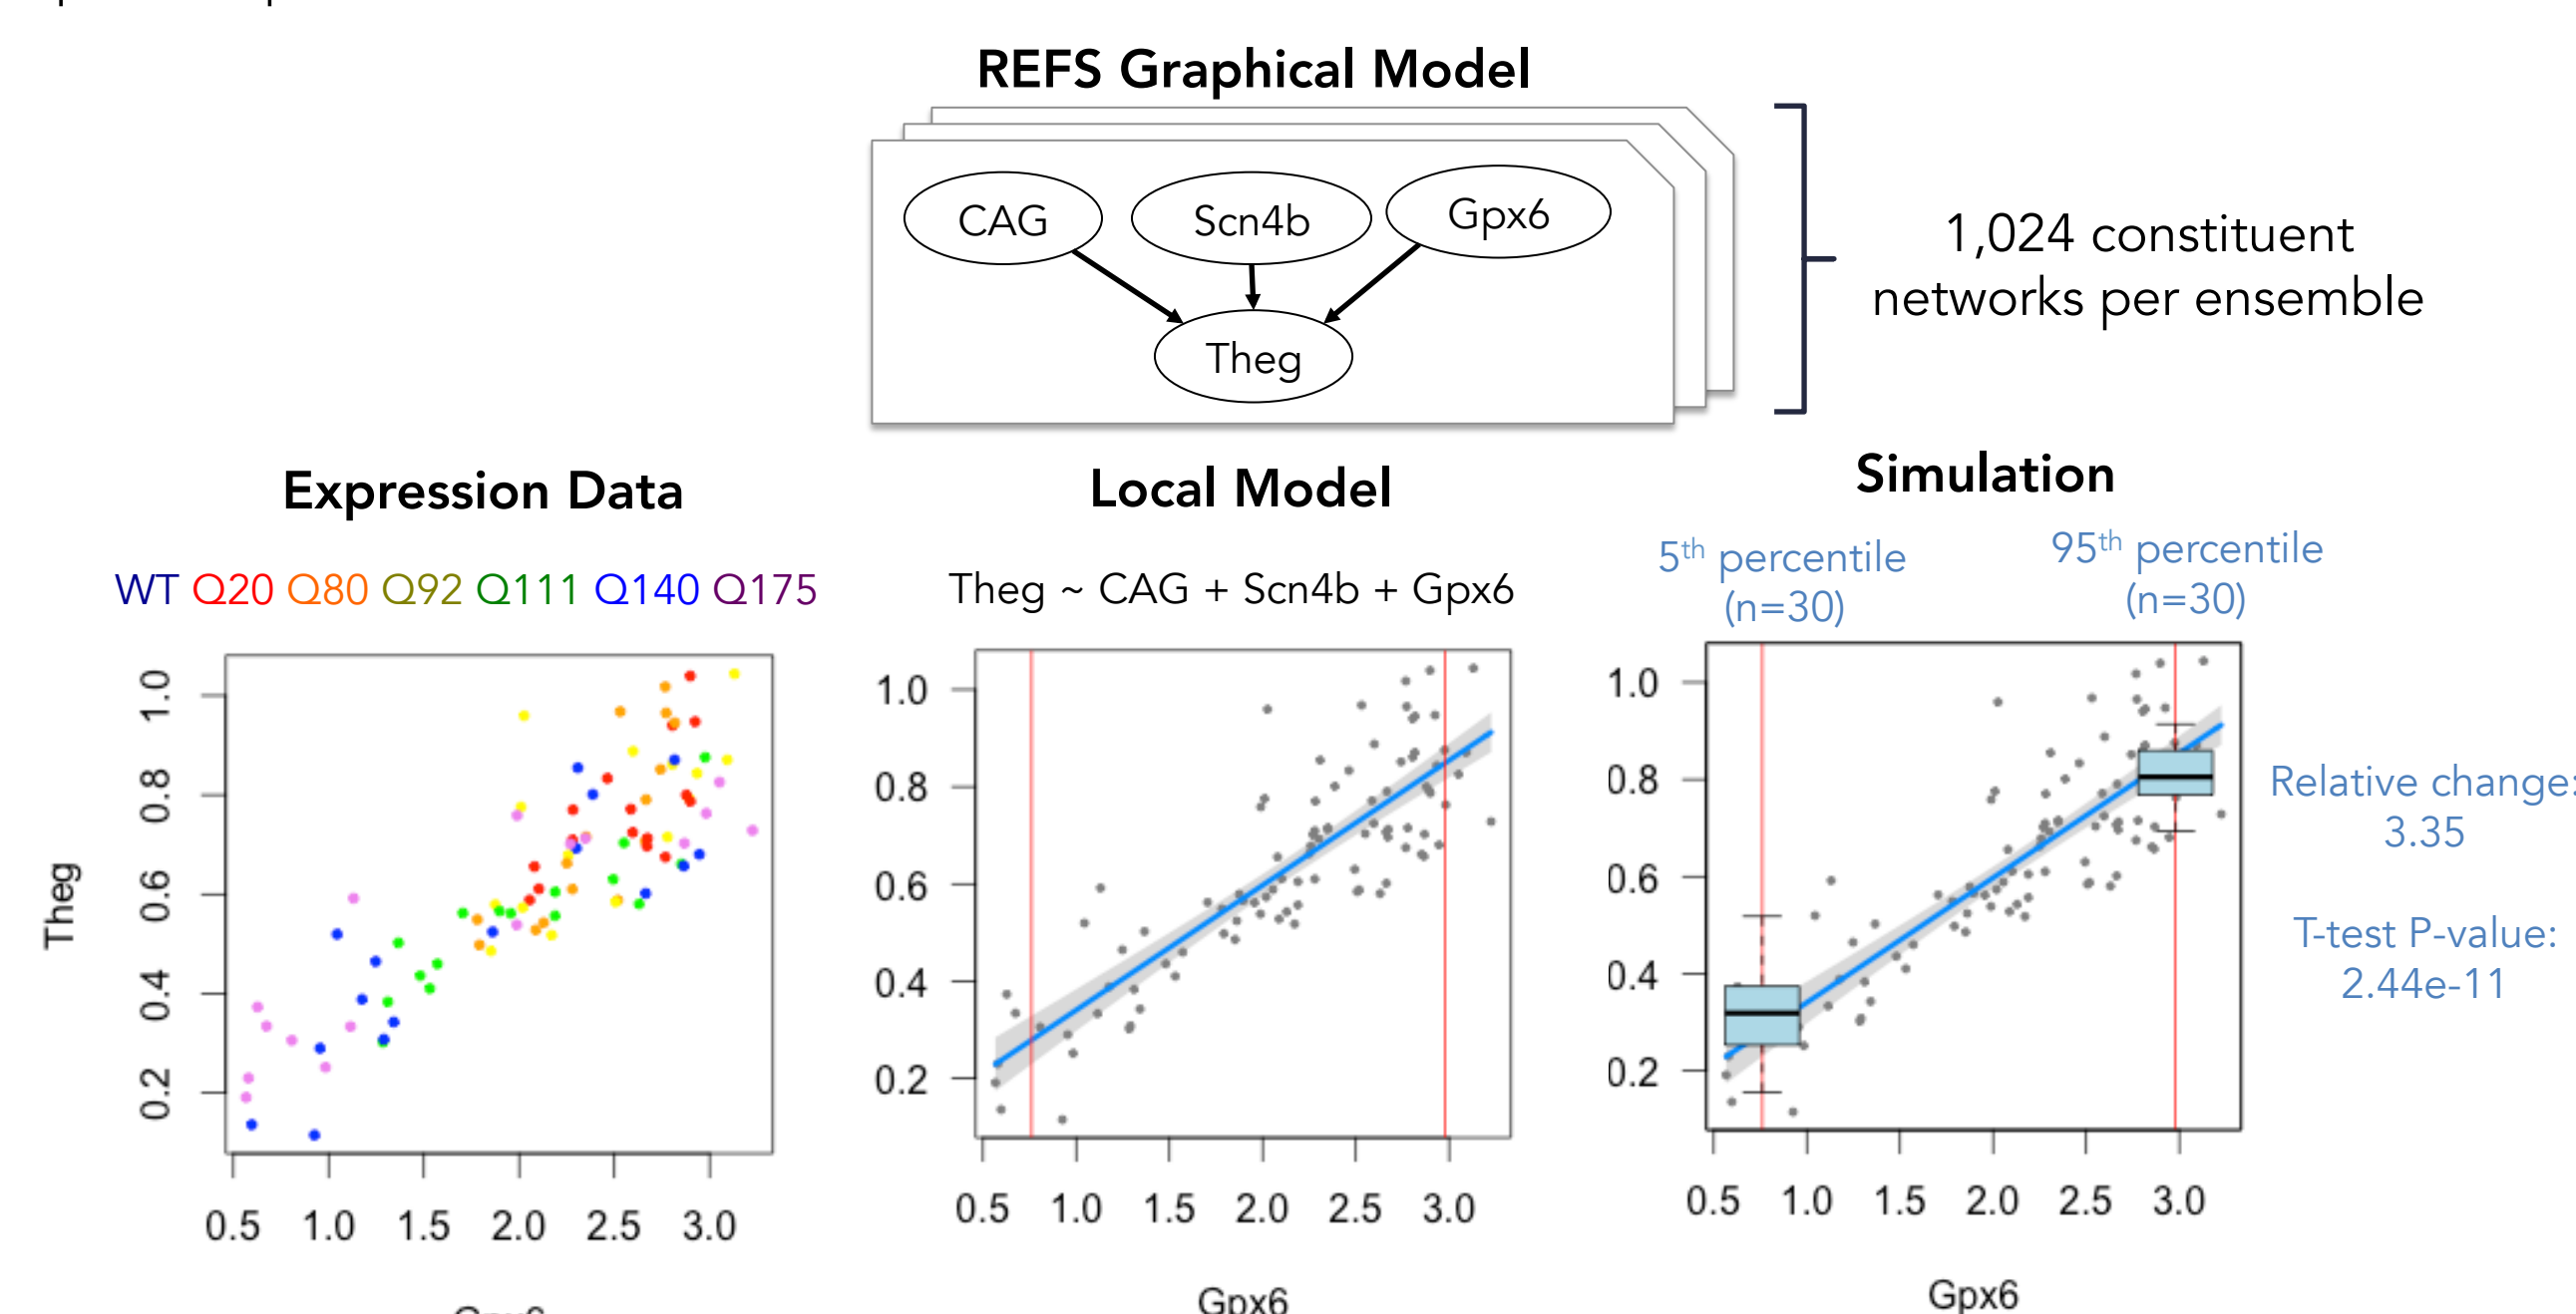 REFS Graphical Model
CAG
Scn4b
Gpx6
Theg
1,024 constituent
networks per ensemble
Expression Data
WT Q20 Q80 Q92 Q111 Q140 Q175
Theg
1.0
0.8
0.6
0.4
0.2
0.5 1.0 1.5 2.0 2.5 3.0
Local Model
Theg ~ CAG + Scn4b + Gpx6
1.0
0.8
0.6
0.4
0.2
0.5 1.0 1.5 2.0 2.5 3.0
Gpx6
Simulation
5th percentile
(n=30)
95th percentile
(n=30)
1.0
0.8
0.6
0.4
0.2
0.5 1.0 1.5 2.0 2.5 3.0
Gpx6
Relative change:
3.35
T-test P-value:
2.44e-11